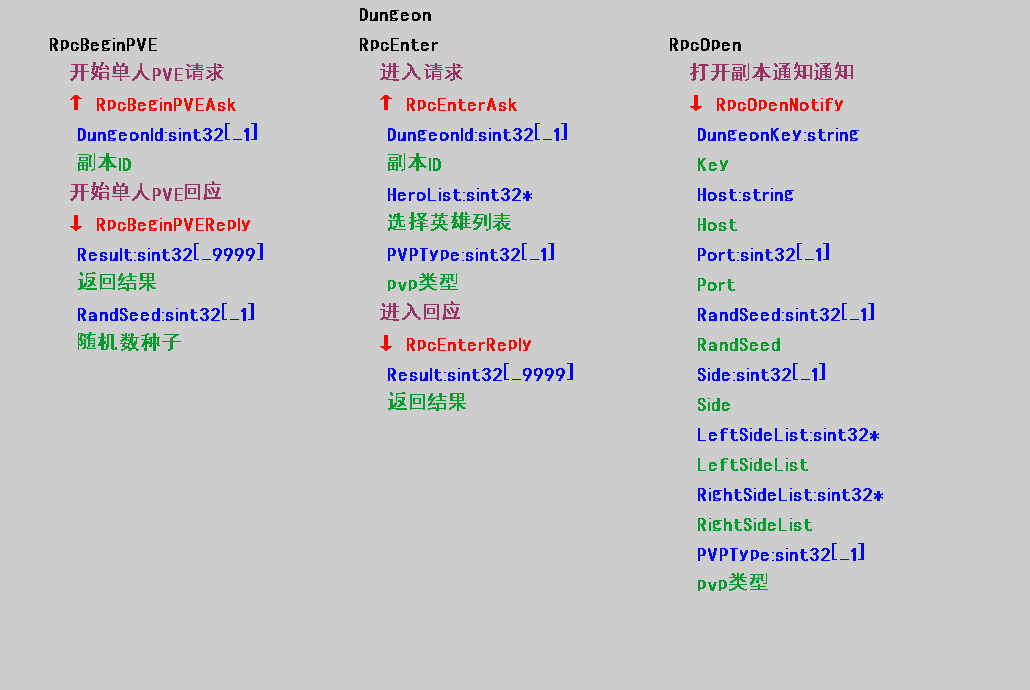 Dungeon
RpcBeginPVE
开始单人PVE请求
↑ RpcBeginPVEAsk
DungeonId:sint32[_1]
副本ID
开始单人PVE回应
↓ RpcBeginPVEReply
Result:sint32[_9999]
返回结果
RandSeed:sint32[_1]
随机数种子
RpcEnter
进入请求
↑ RpcEnterAsk
DungeonId:sint32[_1]
副本ID
HeroList:sint32*
选择英雄列表
PVPType:sint32[_1]
pvp类型
进入回应
↓ RpcEnterReply
Result:sint32[_9999]
返回结果
RpcOpen
打开副本通知通知
↓ RpcOpenNotify
DungeonKey:string
Key
Host:string
Host
Port:sint32[_1]
Port
RandSeed:sint32[_1]
RandSeed
Side:sint32[_1]
Side
LeftSideList:sint32*
LeftSideList
RightSideList:sint32*
RightSideList
PVPType:sint32[_1]
pvp类型